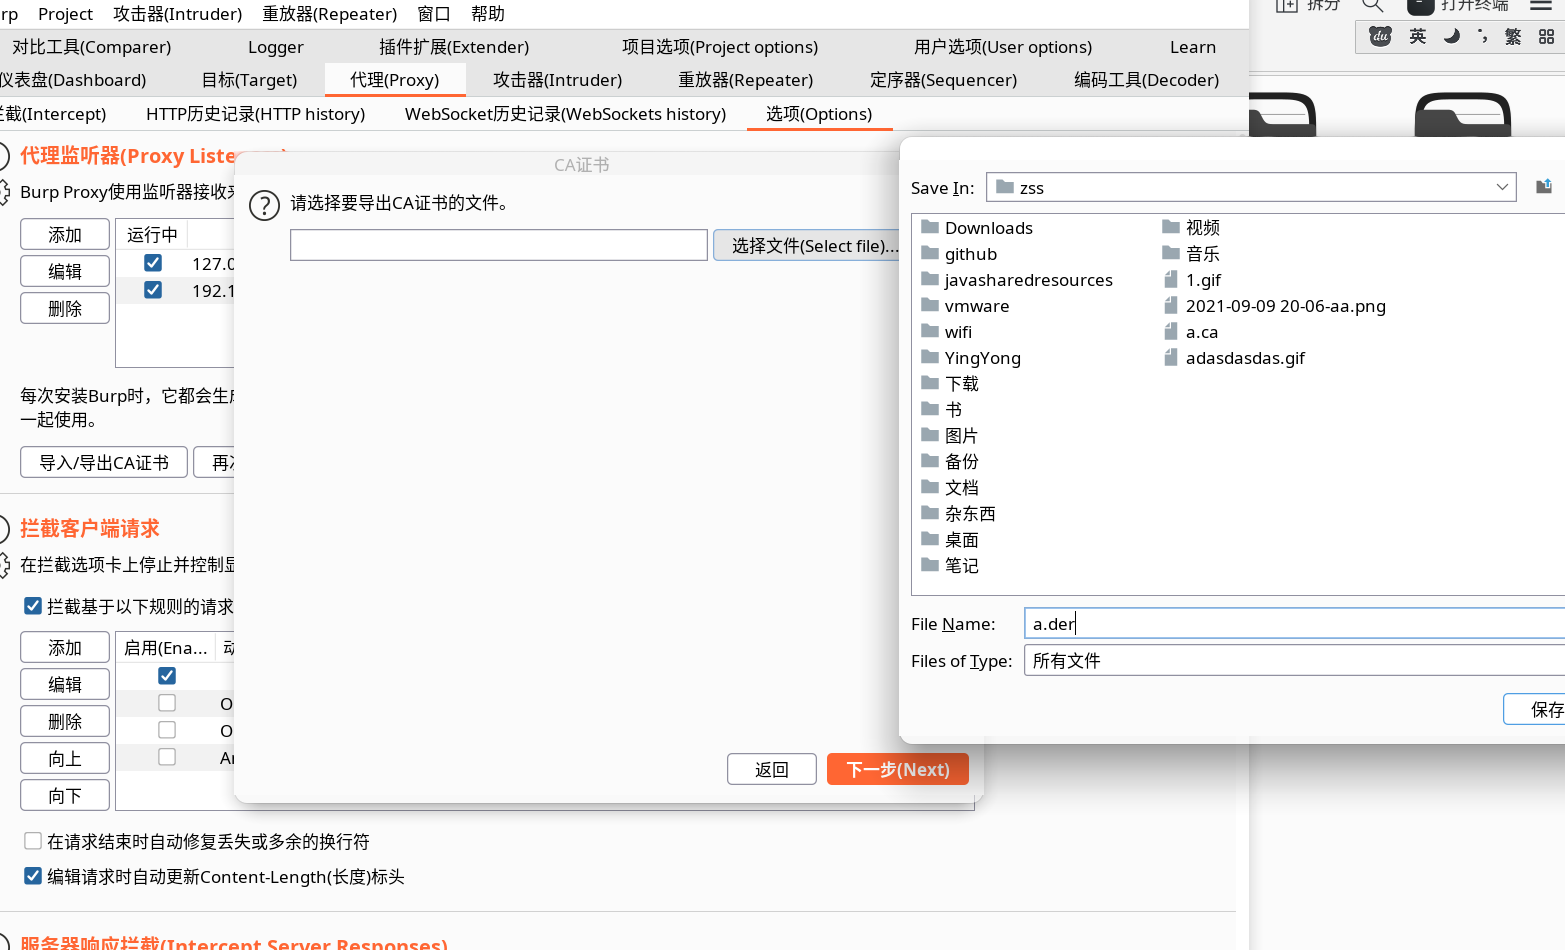 rp Project 攻击器(Intruder) 重放器(Repeater) 窗口 帮助
拆分 打开终端
du 英 繁
对比工具(Comparer) Logger 插件扩展(Extender) 项目选项(Project options) 用户选项(User options) Learn
仪表盘(Dashboard) 目标(Target) 代理(Proxy) 攻击器(Intruder) 重放器(Repeater) 定序器(Sequencer) 编码工具(Decoder)
截(Intercept) HTTP历史记录(HTTP history) WebSocket历史记录(WebSockets history) 选项(Options)
代理监听器(Proxy Liste
Burp Proxy使用监听器接收
添加
编辑
删除
运行中
127.0
192.1
每次安装Burp时，它都会生成
一起使用。
导入/导出CA证书 再
拦截客户端请求
在拦截选项卡上停止并控制显
拦截基于以下规则的请求
添加
编辑
删除
向上
向下
启用(Ena... 动
O
O
A
在请求结束时自动修复丢失或多余的换行符
编辑请求时自动更新Content-Length(长度)标头
服务器响应拦截(Intercept Server Responses)
CA证书
?
请选择要导出CA证书的文件。
选择文件(Select file)...
返回 下一步(Next)
Save In: zss
Downloads
github
javasharedresources
vmware
wifi
YingYong
下载
书
图片
备份
文档
杂东西
桌面
笔记
视频
音乐
1.gif
2021-09-09 20-06-aa.png
a.ca
adasdasdas.gif
File Name: a.der
Files of Type: 所有文件
保存